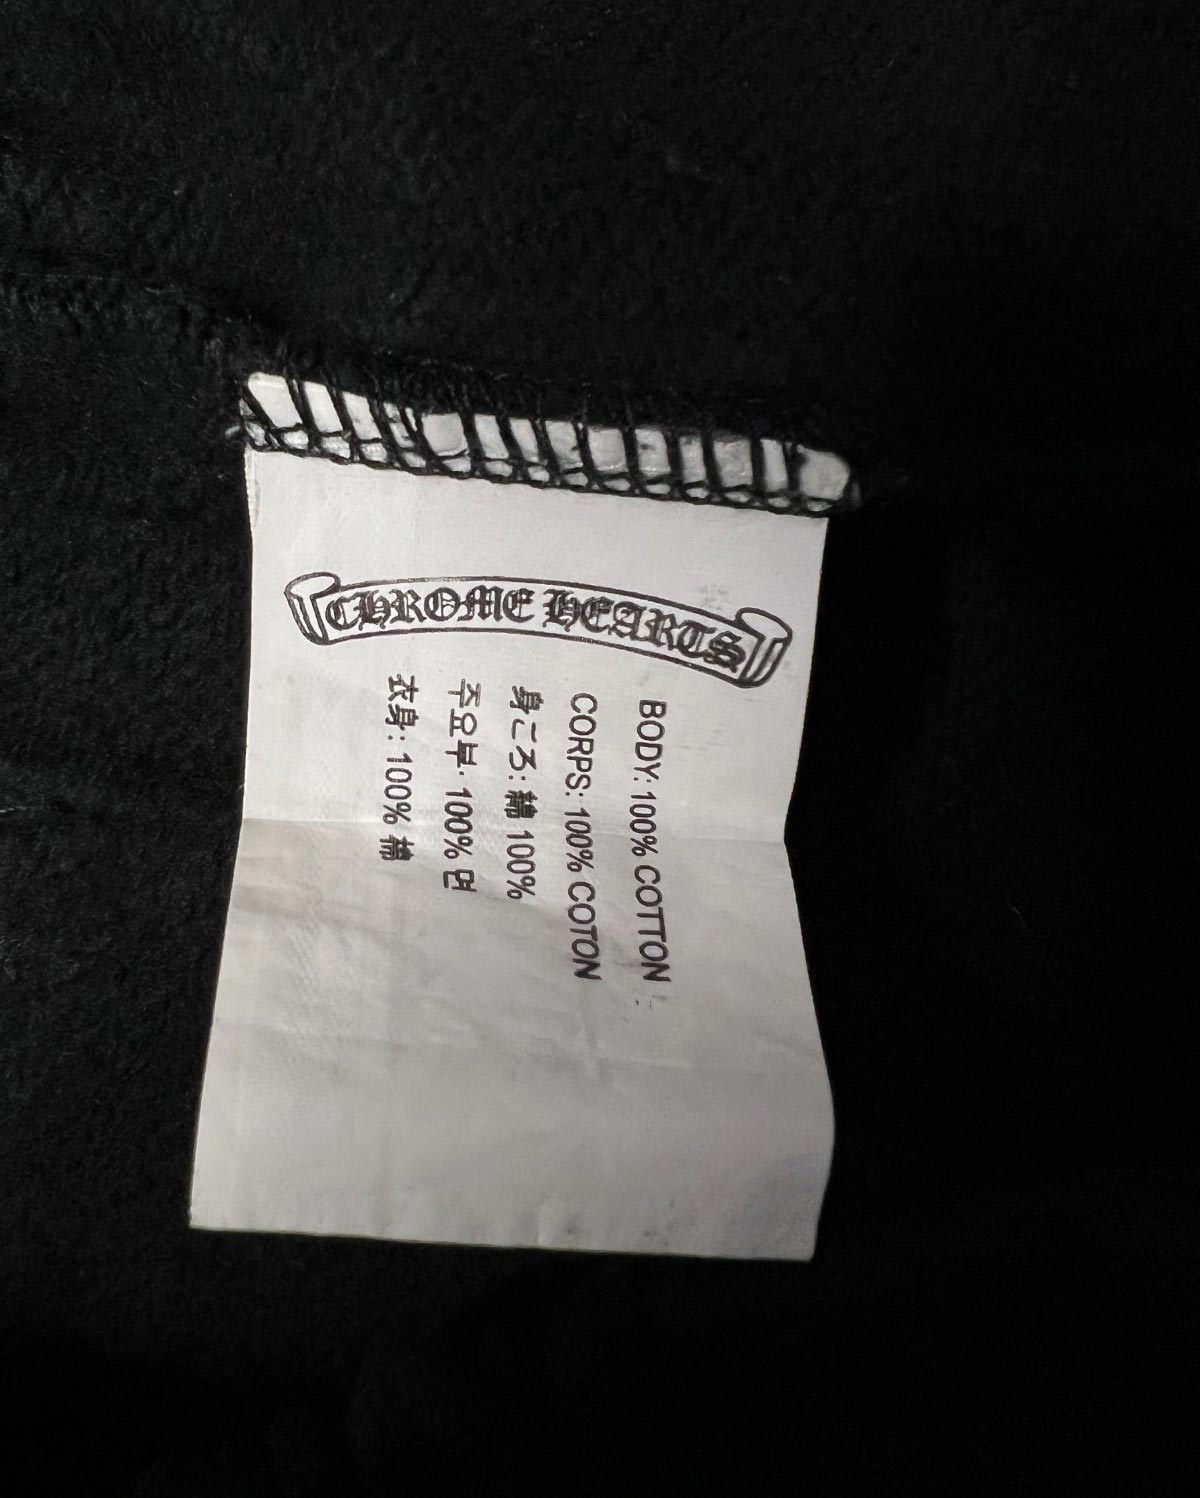 CHROME HEARTS
BODY: 100% COTTON
CORPS: 100% COTON
身ごろ: 綿 100%
주요부: 100% 면
衣身: 100% 棉